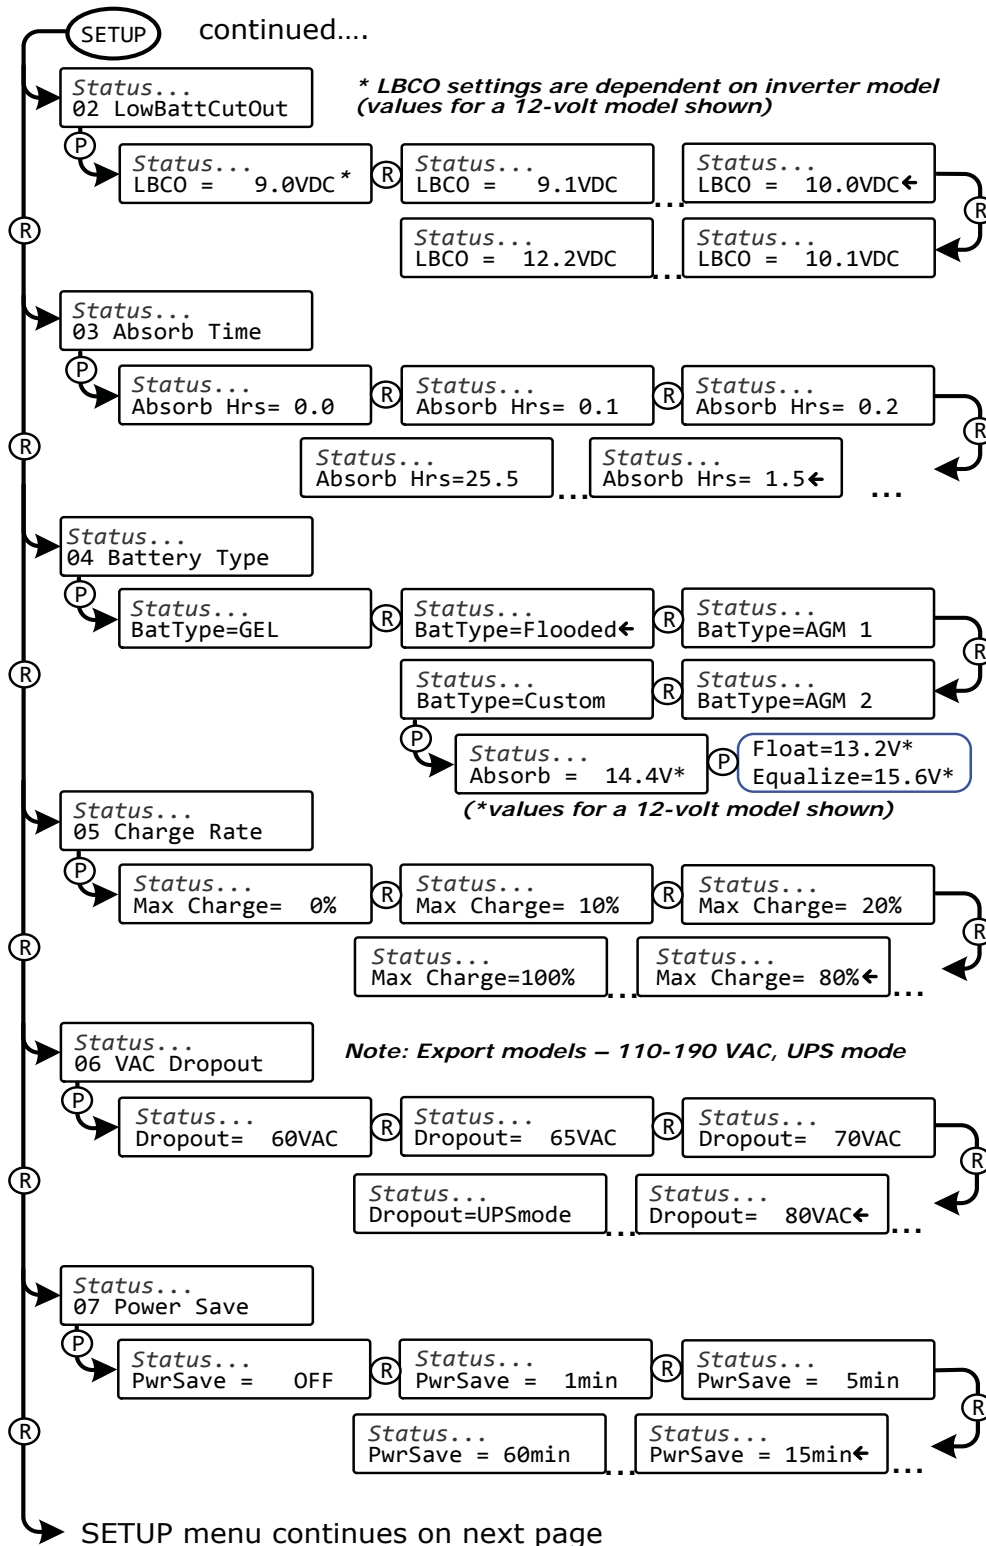 SETUP continued....
Status...
02 LowBattCutOut
* LBCO settings are dependent on inverter model
(values for a 12-volt model shown)
P
Status...
LBCO = 9.0VDC*
R
Status...
LBCO = 9.1VDC
...
Status...
LBCO = 10.0VDC←
R
Status...
LBCO = 12.2VDC
...
Status...
LBCO = 10.1VDC
R
Status...
03 Absorb Time
P
Status...
Absorb Hrs= 0.0
R
Status...
Absorb Hrs= 0.1
R
Status...
Absorb Hrs= 0.2
R
Status...
Absorb Hrs=25.5
...
Status...
Absorb Hrs= 1.5←
...
R
Status...
04 Battery Type
P
Status...
BatType=GEL
R
Status...
BatType=Flooded←
R
Status...
BatType=AGM 1
R
Status...
BatType=Custom
R
Status...
BatType=AGM 2
R
P
Status...
Absorb = 14.4V*
P
Float=13.2V*
Equalize=15.6V*
(*values for a 12-volt model shown)
Status...
05 Charge Rate
P
Status...
Max Charge= 0%
R
Status...
Max Charge= 10%
R
Status...
Max Charge= 20%
R
Status...
Max Charge=100%
...
Status...
Max Charge= 80%←
...
R
Status...
06 VAC Dropout
Note: Export models – 110-190 VAC, UPS mode
P
Status...
Dropout= 60VAC
R
Status...
Dropout= 65VAC
R
Status...
Dropout= 70VAC
R
Status...
Dropout=UPSmode
...
Status...
Dropout= 80VAC←
...
R
Status...
07 Power Save
P
Status...
PwrSave = OFF
R
Status...
PwrSave = 1min
R
Status...
PwrSave = 5min
R
Status...
PwrSave = 60min
...
Status...
PwrSave = 15min←
...
R
SETUP menu continues on next page